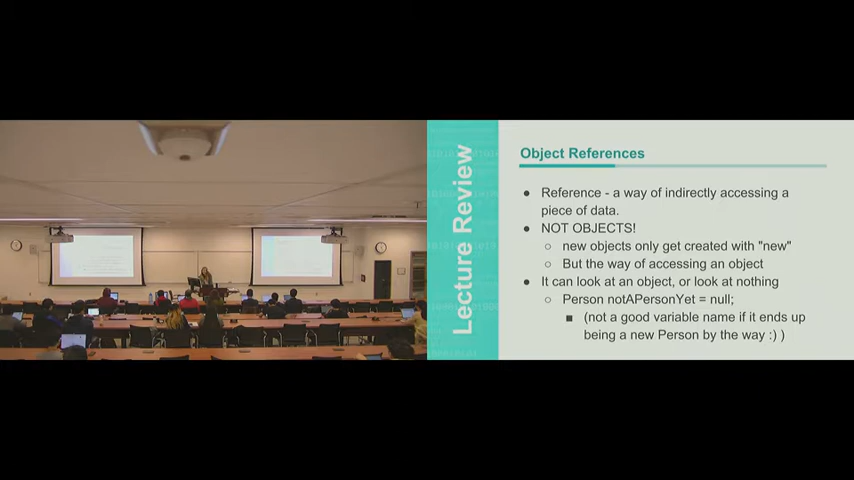 Lecture Review
Object References
● Reference - a way of indirectly accessing a
piece of data.
● NOT OBJECTS!
○ new objects only get created with "new"
○ But the way of accessing an object
● It can look at an object, or look at nothing
○ Person notAPersonYet = null;
■ (not a good variable name if it ends up
being a new Person by the way :) )